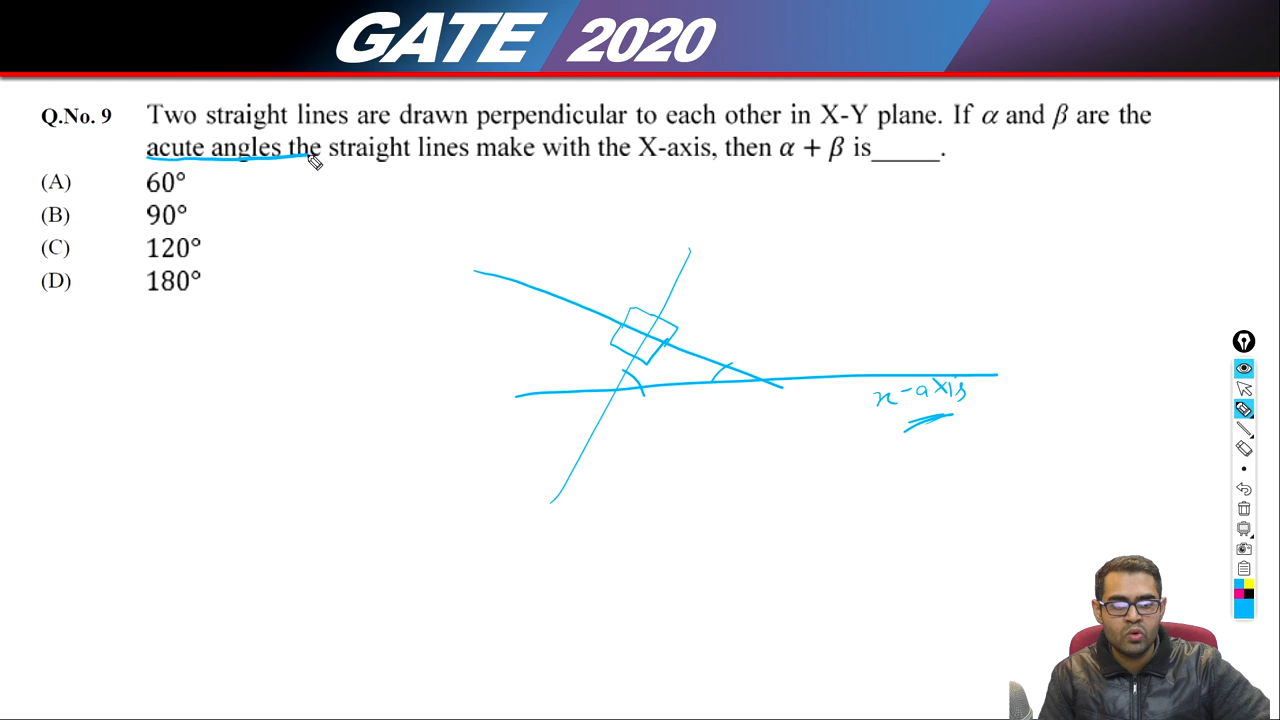 GATE 2020
Q.No. 9 Two straight lines are drawn perpendicular to each other in X-Y plane. If α and β are the
acute angles the straight lines make with the X-axis, then α + β is_____.
(A) 60°
(B) 90°
(C) 120°
(D) 180°
x-axis